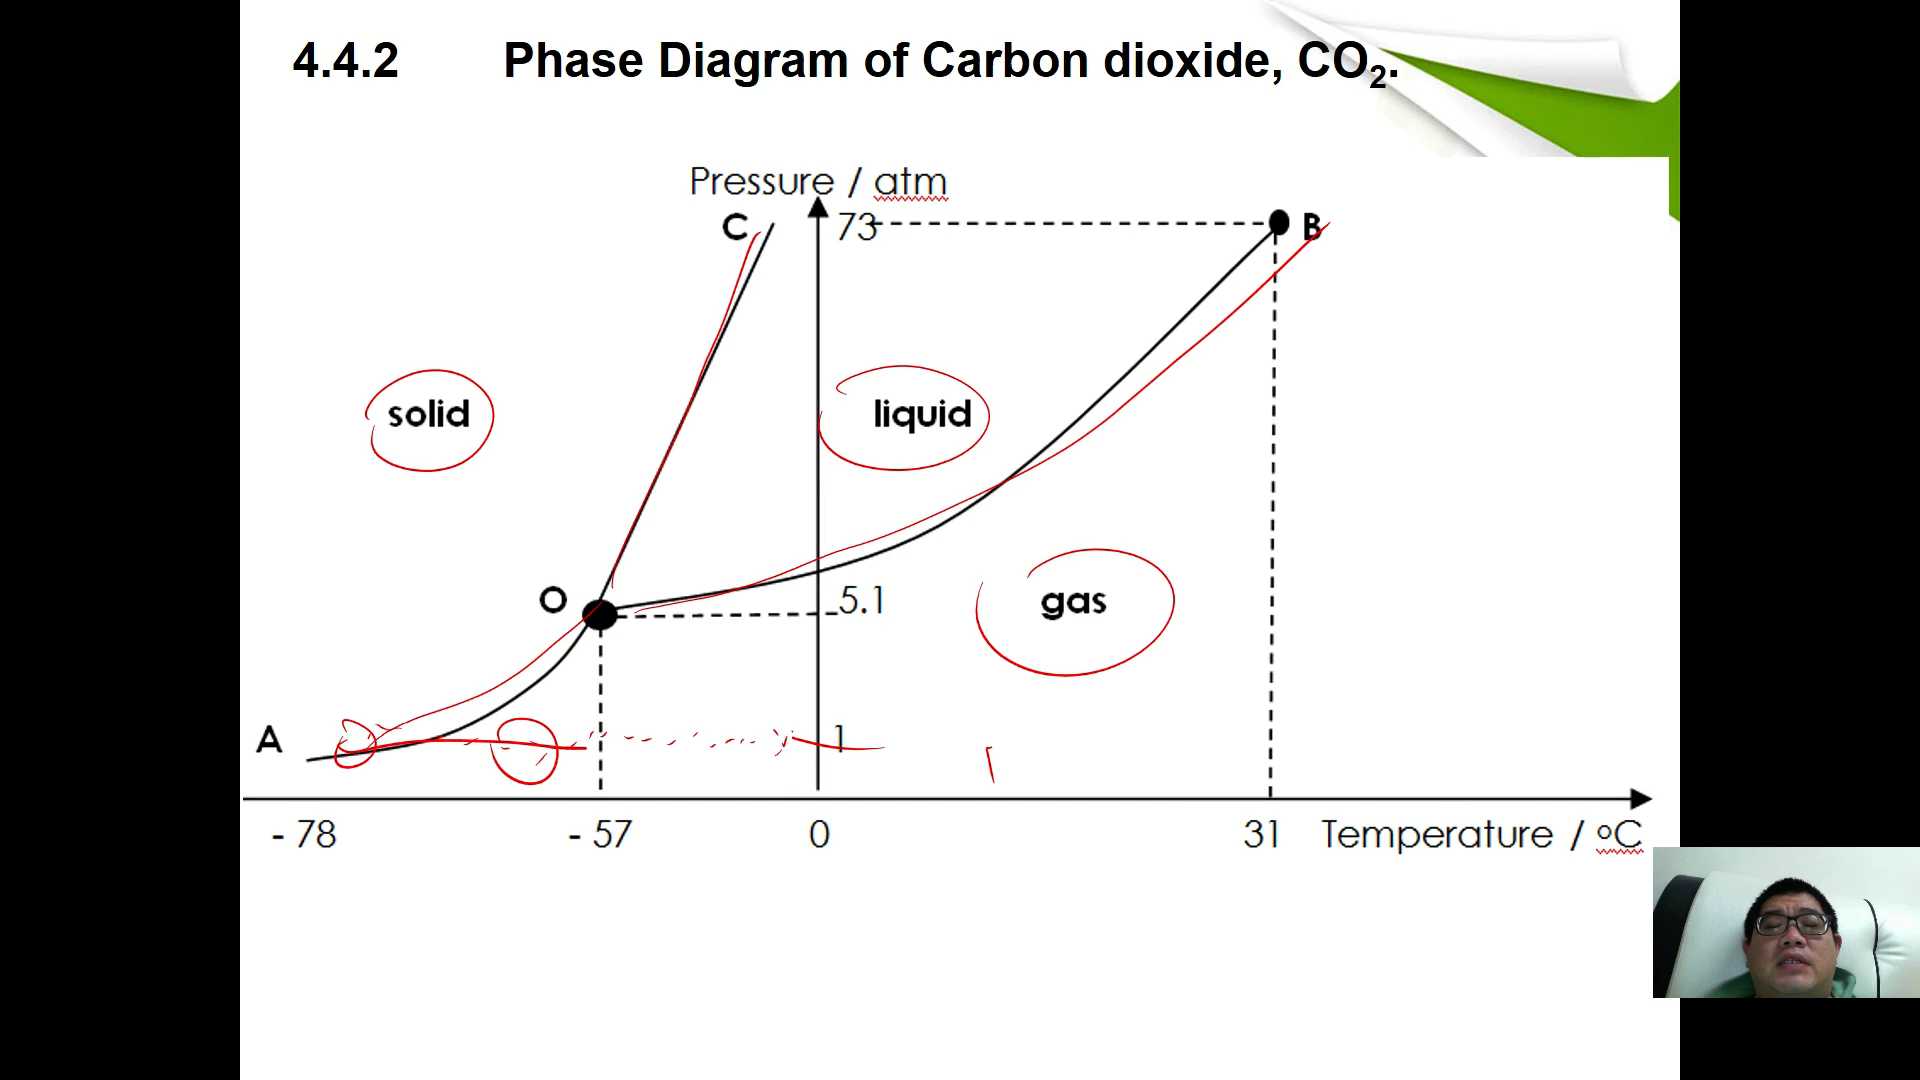 4.4.2 Phase Diagram of Carbon dioxide, CO₂.
Pressure / atm
C 73 B
solid liquid
O 5.1 gas
A 1
- 78 - 57 0 31 Temperature / oC